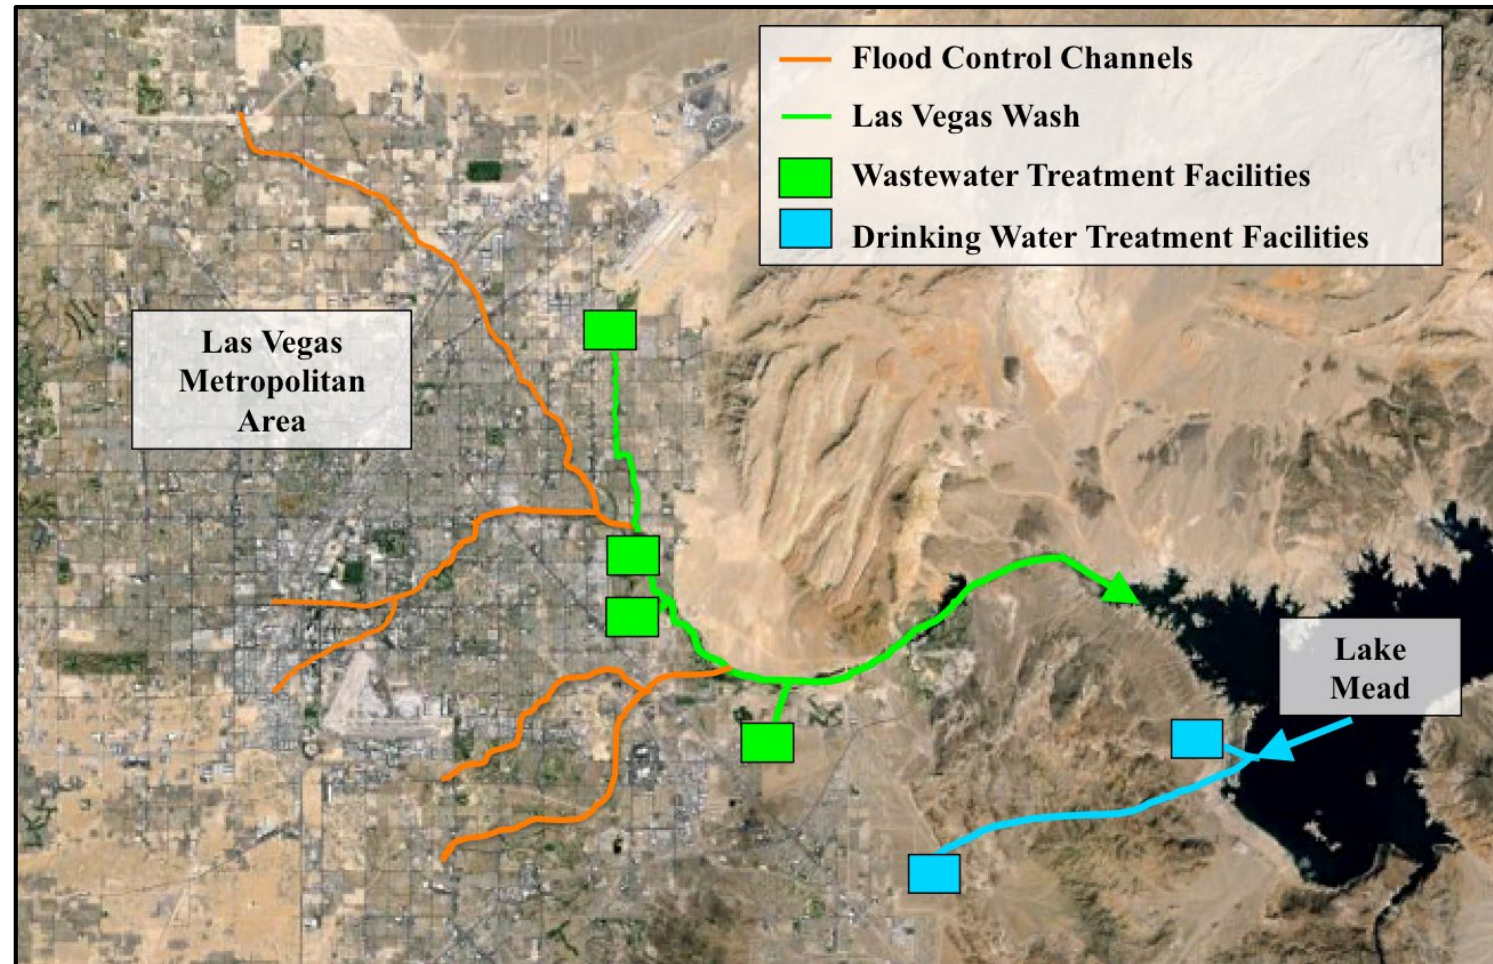 Flood Control Channels
Las Vegas Wash
Wastewater Treatment Facilities
Drinking Water Treatment Facilities
Las Vegas
Metropolitan
Area
Lake
Mead